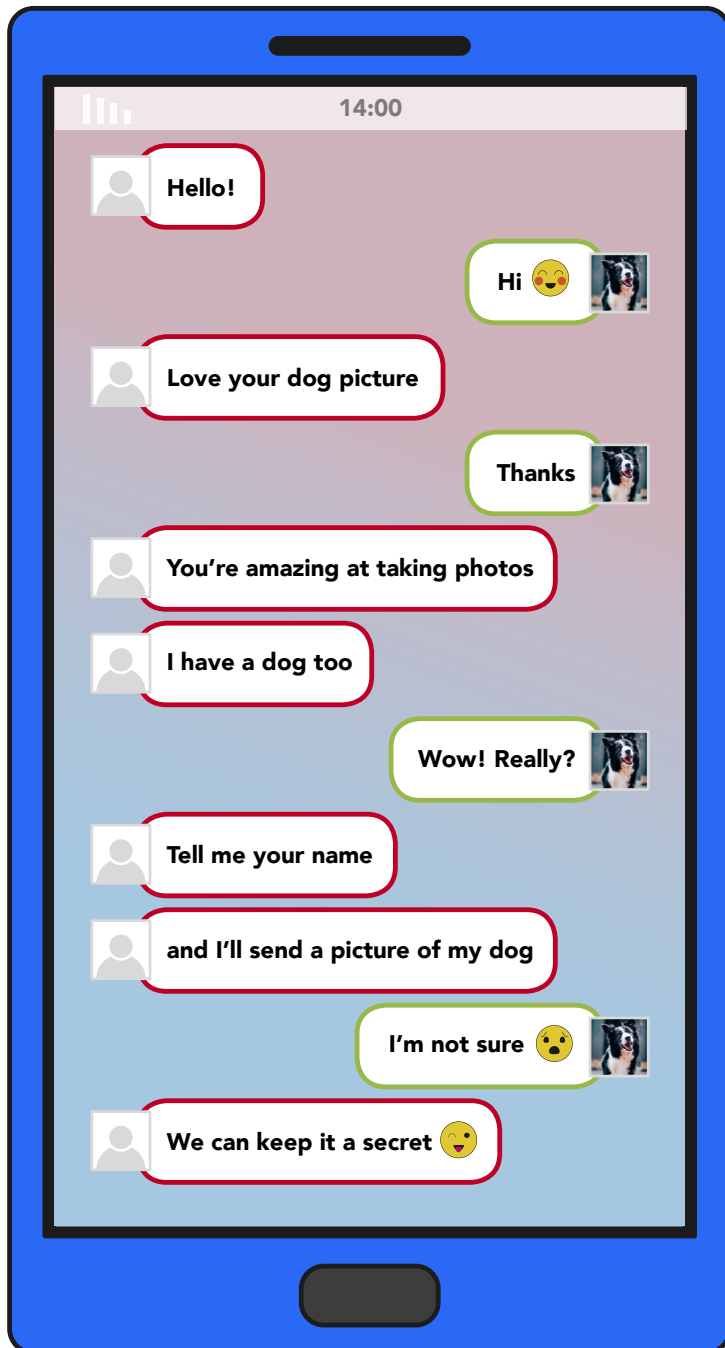 14:00
Hello!
Hi
Love your dog picture
Thanks
You’re amazing at taking photos
I have a dog too
Wow! Really?
Tell me your name
and I’ll send a picture of my dog
I’m not sure
We can keep it a secret